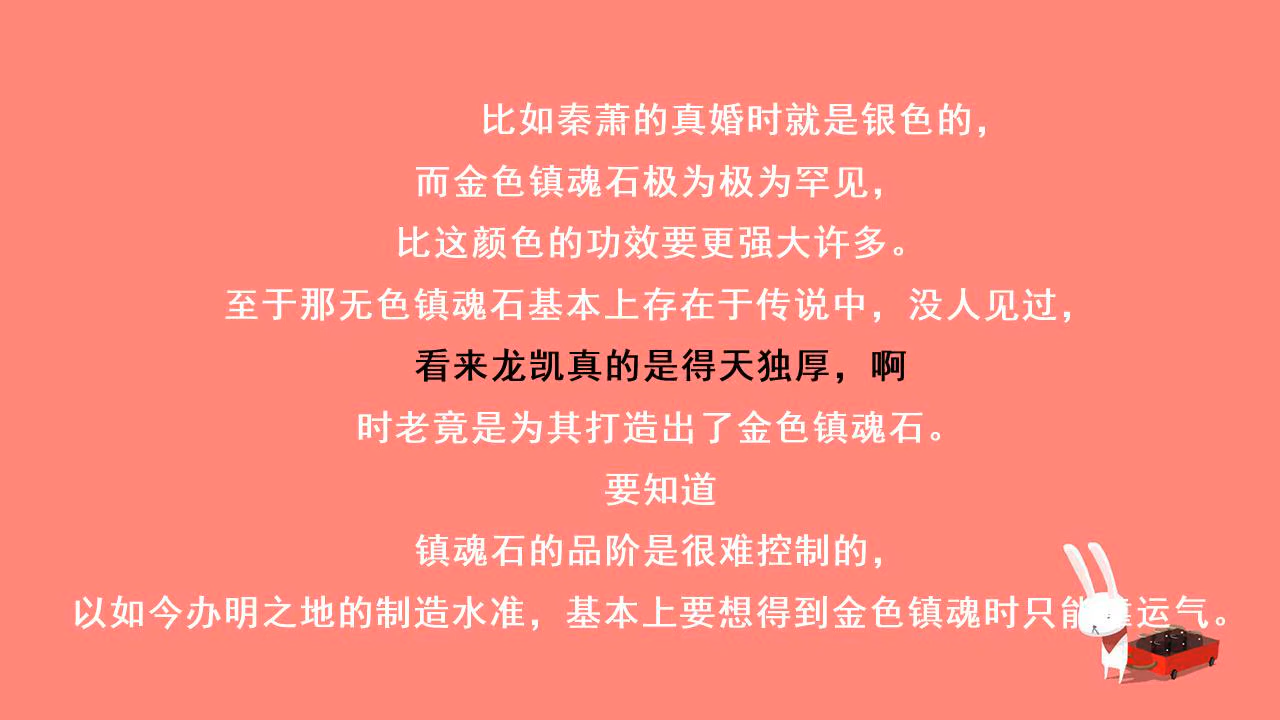 比如秦萧的真婚时就是银色的，
而金色镇魂石极为极为罕见，
比这颜色的功效要更强大许多。
至于那无色镇魂石基本上存在于传说中，没人见过，
看来龙凯真的是得天独厚，啊
时老竟是为其打造出了金色镇魂石。
要知道
镇魂石的品阶是很难控制的，
以如今办明之地的制造水准，基本上要想得到金色镇魂时只能靠运气。